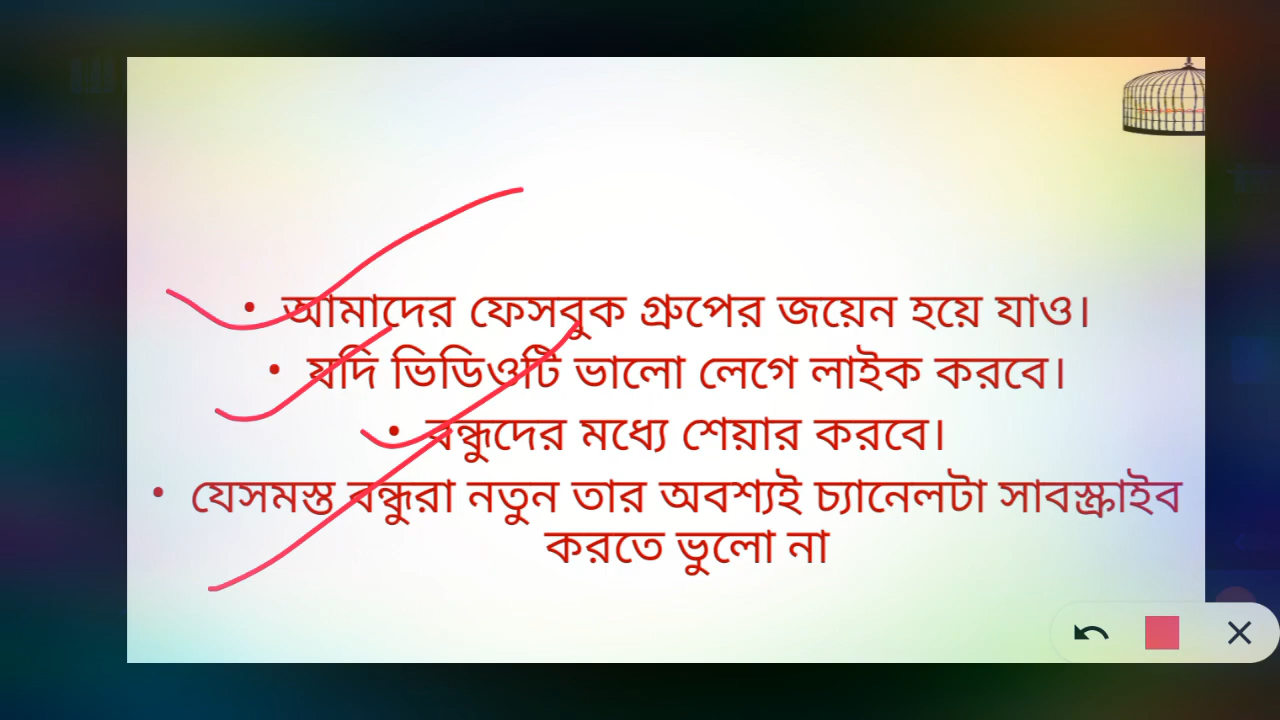 • আমাদের ফেসবুক গ্রুপের জয়েন হয়ে যাও।
• যদি ভিডিওটি ভালো লেগে লাইক করবে।
• বন্ধুদের মধ্যে শেয়ার করবে।
• যেসমস্ত বন্ধুরা নতুন তার অবশ্যই চ্যানেলটা সাবস্ক্রাইব
করতে ভুলো না